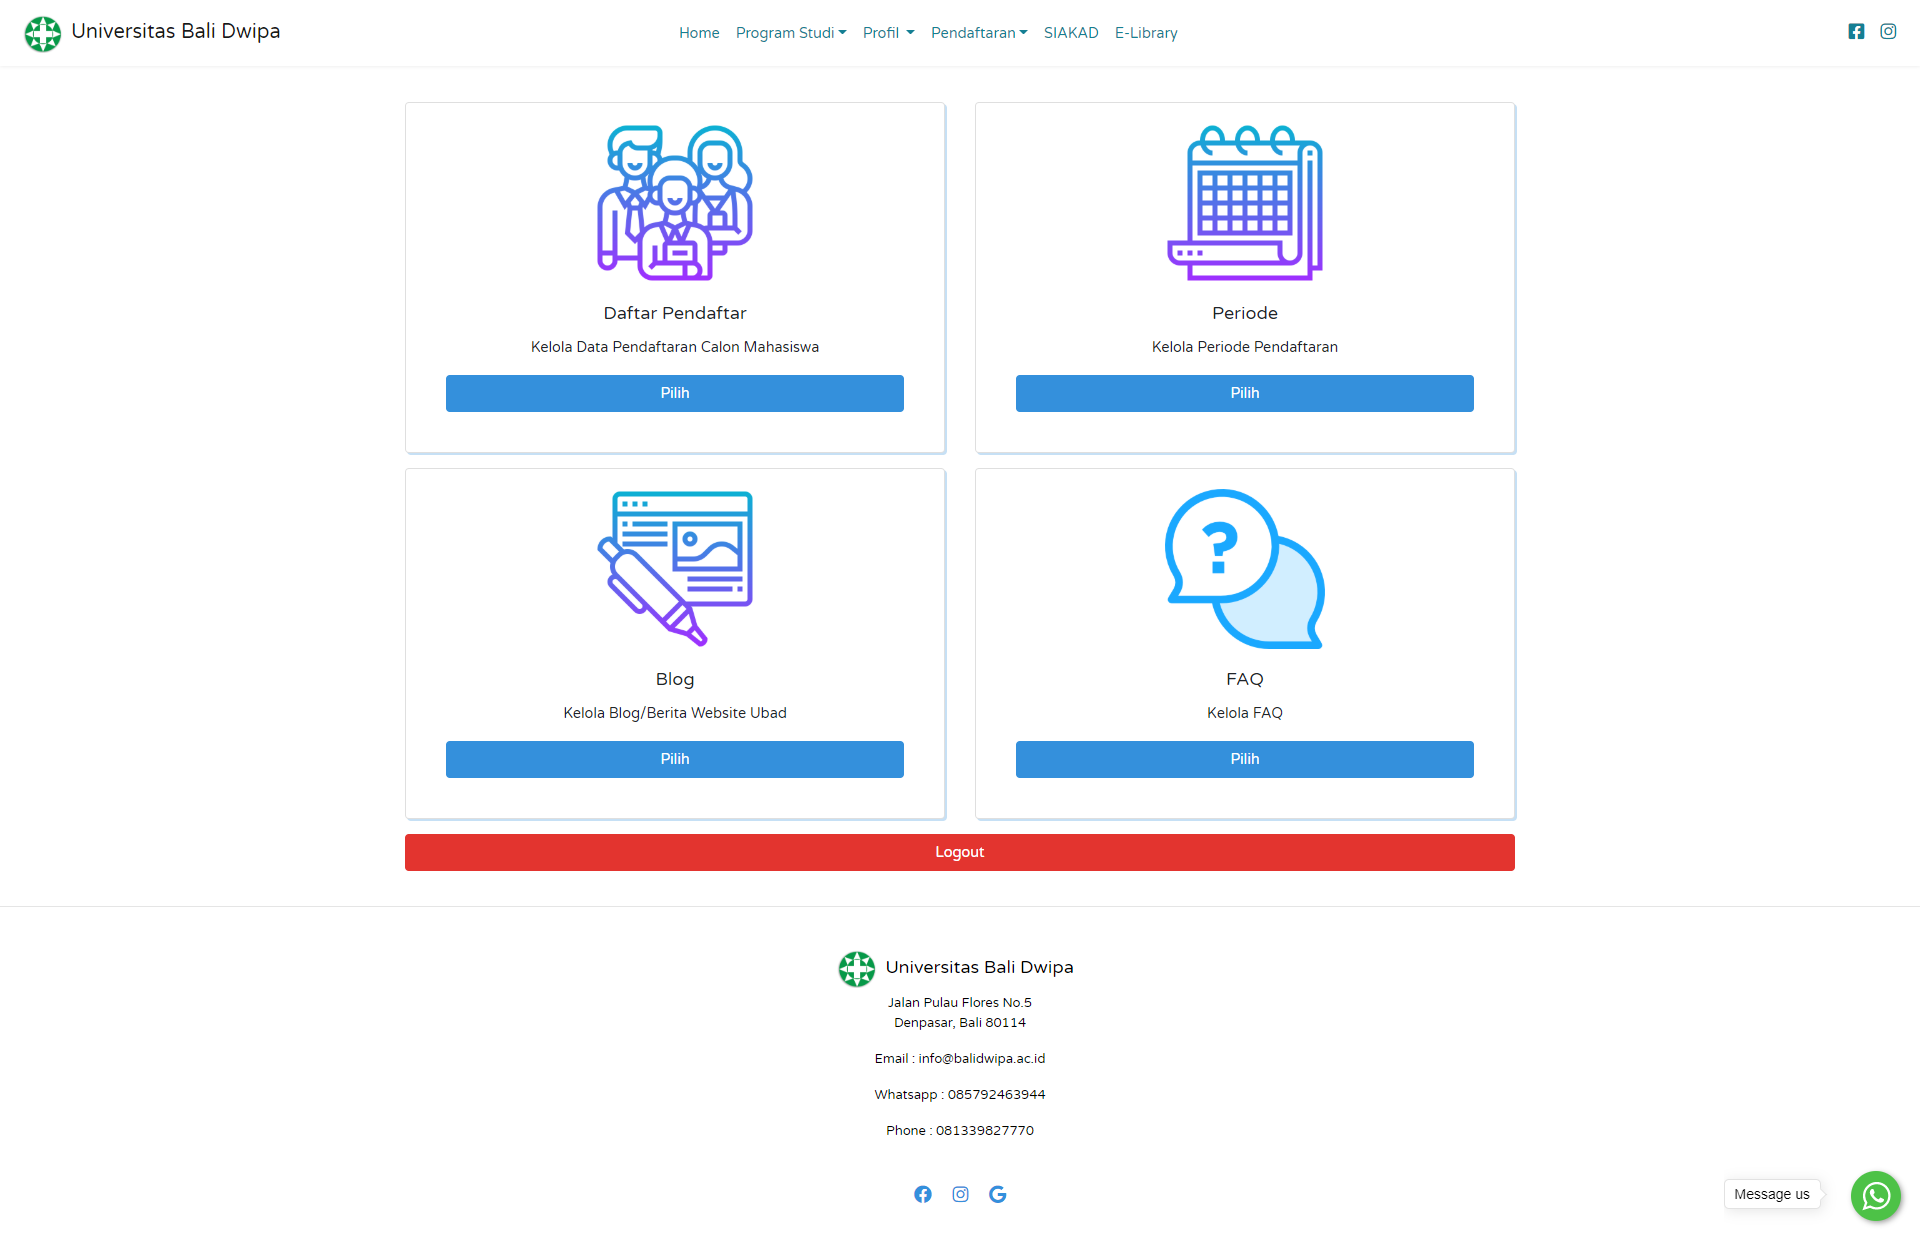 Universitas Bali Dwipa
Home Program Studi Profil Pendaftaran SIAKAD E-Library
Daftar Pendaftar
Kelola Data Pendaftaran Calon Mahasiswa
Pilih
Periode
Kelola Periode Pendaftaran
Pilih
Blog
Kelola Blog/Berita Website Ubad
Pilih
?
FAQ
Kelola FAQ
Pilih
Logout
Universitas Bali Dwipa
Jalan Pulau Flores No.5
Denpasar, Bali 80114
Email : info@balidwipa.ac.id
Whatsapp : 085792463944
Phone : 081339827770
Message us